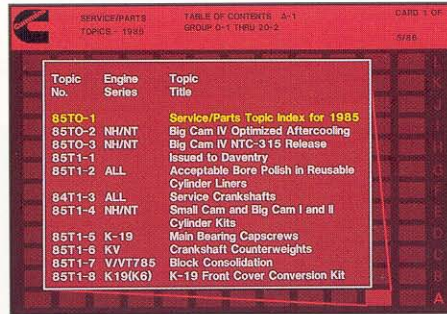 SERVICE/PARTS TABLE OF CONTENTS A-1 CARD 1 OF
TOPICS - 1985 GROUP 0-1 THRU 20-2
5/86
Topic Engine Topic
No. Series Title
85TO-1 Service/Parts Topic Index for 1985
85TO-2 NH/NT Big Cam IV Optimized Aftercooling
85TO-3 NH/NT Big Cam IV NTC-315 Release
85T1-1 Issued to Daventry
85T1-2 ALL Acceptable Bore Polish in Reusable
Cylinder Liners
84T1-3 ALL Service Crankshafts
85T1-4 NH/NT Small Cam and Big Cam I and II
Cylinder Kits
85T1-5 K-19 Main Bearing Capscrews
85T1-6 KV Crankshaft Counterweights
85T1-7 V/VT785 Block Consolidation
85T1-8 K19(K6) K-19 Front Cover Conversion Kit
A